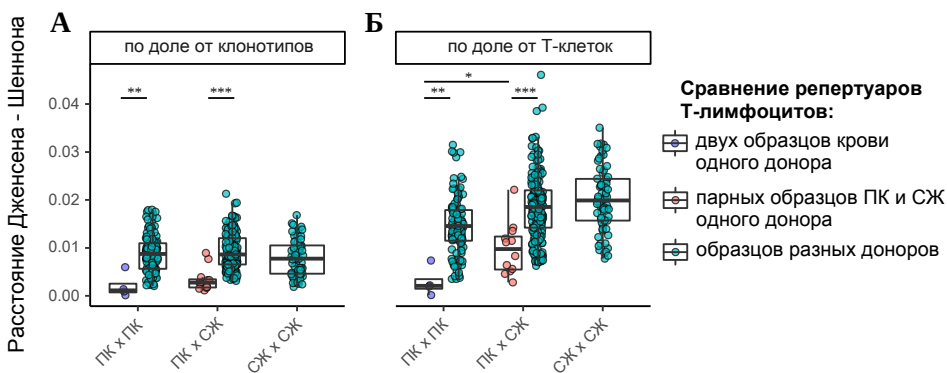 А
Б
по доле от клонотипов
по доле от Т-клеток
Расстояние Дженсена - Шеннона
0.04
0.03
0.02
0.01
0.00
**
***
**
*
***
ПК x ПК
ПК x СЖ
СЖ x СЖ
ПК x ПК
ПК x СЖ
СЖ x СЖ
Сравнение репертуаров
Т-лимфоцитов:
двух образцов крови
одного донора
парных образцов ПК и СЖ
одного донора
образцов разных доноров